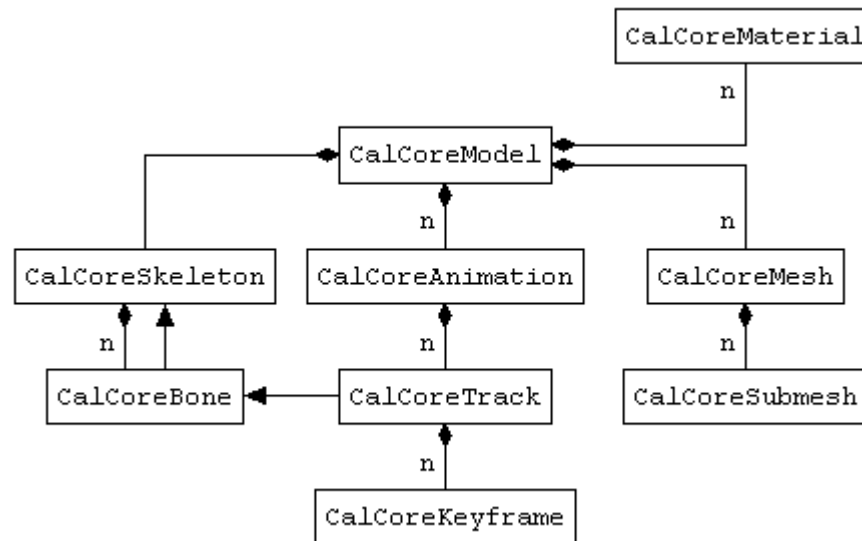 CalCoreMaterial
n
CalCoreModel
n
n
CalCoreSkeleton
CalCoreAnimation
CalCoreMesh
n
n
n
CalCoreBone
CalCoreTrack
CalCoreSubmesh
n
CalCoreKeyframe